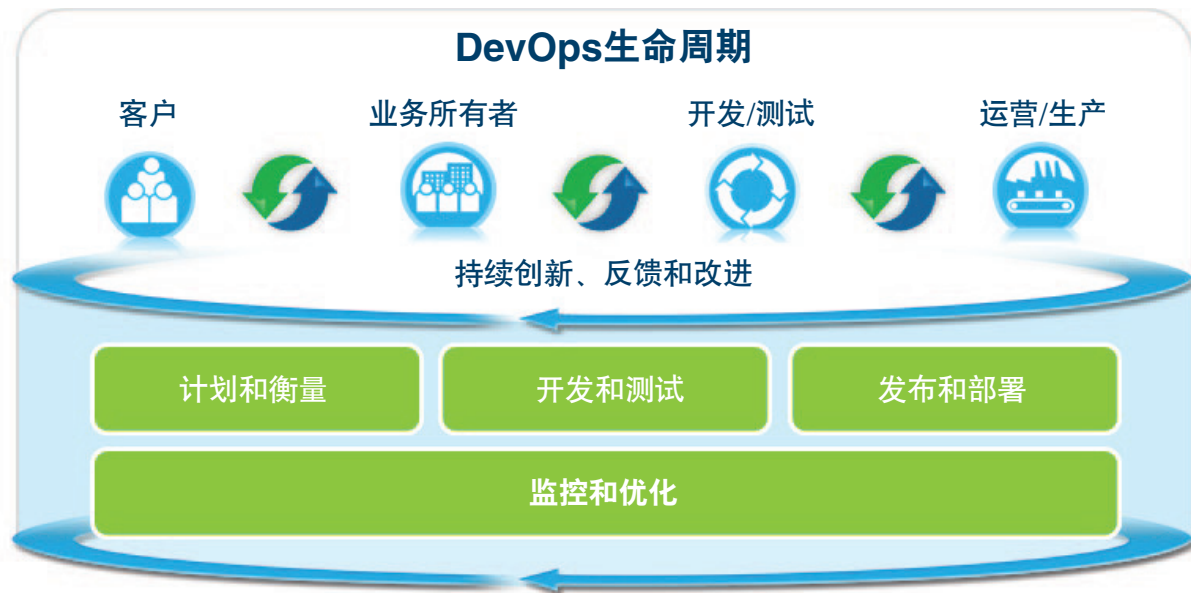 DevOps生命周期
客户
业务所有者
开发/测试
运营/生产
持续创新、反馈和改进
计划和衡量
开发和测试
发布和部署
监控和优化